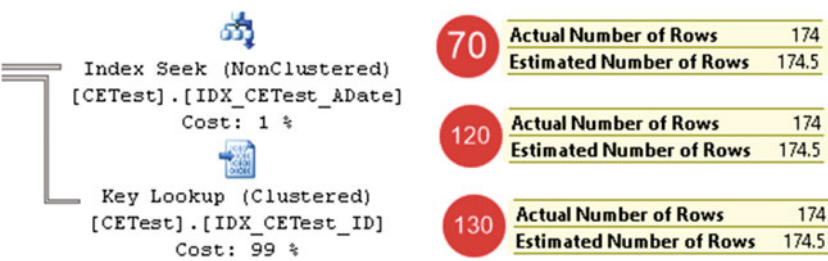 Index Seek (NonClustered)
[CETest].[IDX_CETest_ADate]
Cost: 1 %
Key Lookup (Clustered)
[CETest].[IDX_CETest_ID]
Cost: 99 %
70
Actual Number of Rows 174
Estimated Number of Rows 174.5
120
Actual Number of Rows 174
Estimated Number of Rows 174.5
130
Actual Number of Rows 174
Estimated Number of Rows 174.5